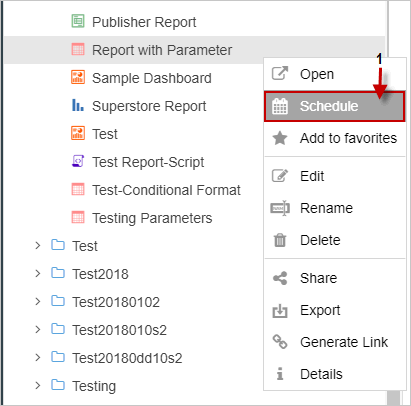 Publisher Report
Report with Parameter
Sample Dashboard
Superstore Report
Test
Test Report-Script
Test-Conditional Format
Testing Parameters
Test
Test2018
Test20180102
Test2018010s2
Test20180dd10s2
Testing
1
Open
Schedule
Add to favorites
Edit
Rename
Delete
Share
Export
Generate Link
Details